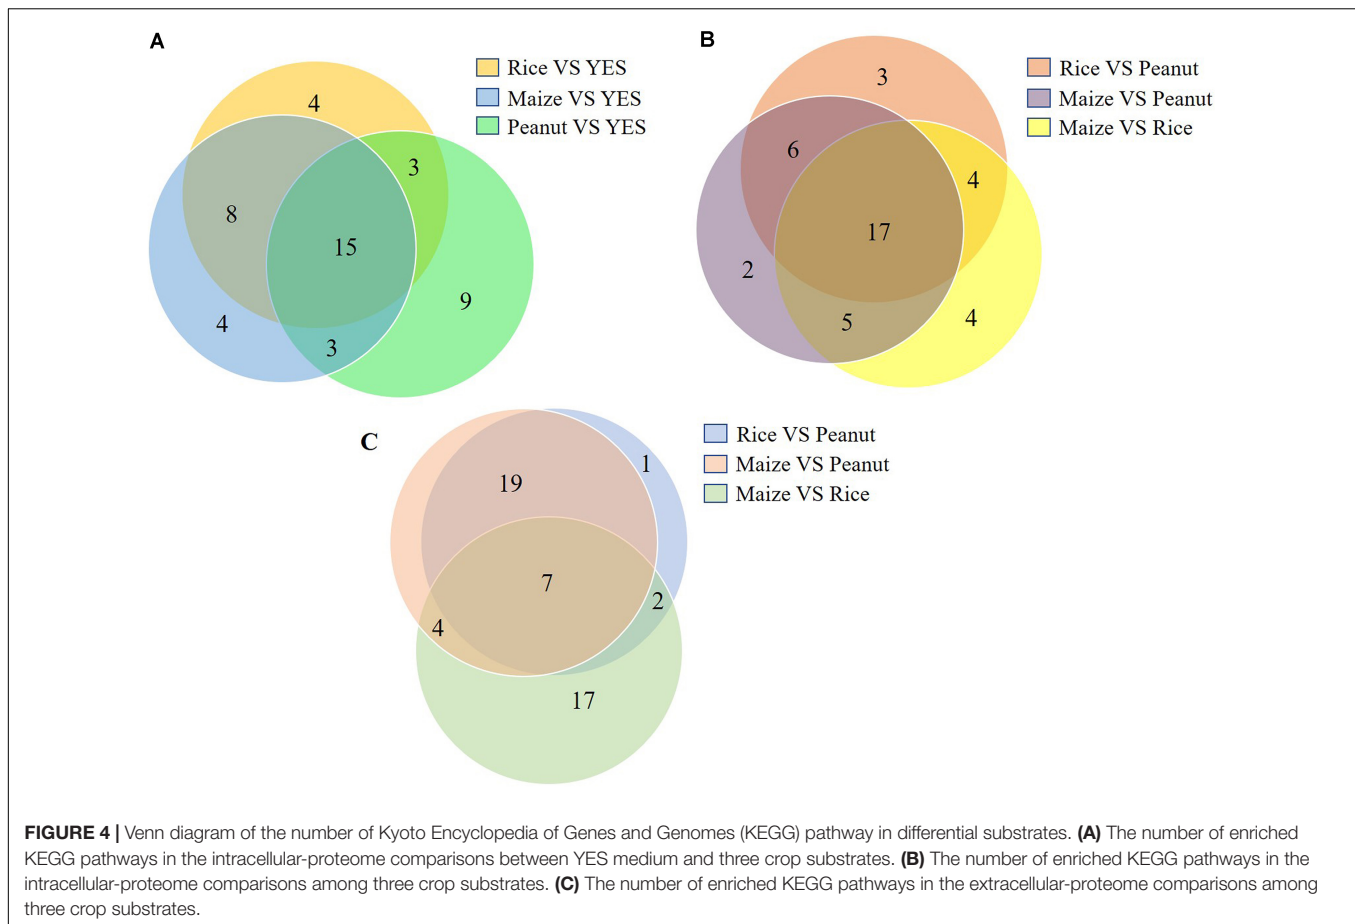 A
Rice VS YES
Maize VS YES
Peanut VS YES
4
3
8
15
9
4
3
B
Rice VS Peanut
Maize VS Peanut
Maize VS Rice
3
6
4
17
2
5
4
C
Rice VS Peanut
Maize VS Peanut
Maize VS Rice
1
19
7
2
4
17
FIGURE 4 | Venn diagram of the number of Kyoto Encyclopedia of Genes and Genomes (KEGG) pathway in differential substrates. (A) The number of enriched
KEGG pathways in the intracellular-proteome comparisons between YES medium and three crop substrates. (B) The number of enriched KEGG pathways in the
intracellular-proteome comparisons among three crop substrates. (C) The number of enriched KEGG pathways in the extracellular-proteome comparisons among
three crop substrates.